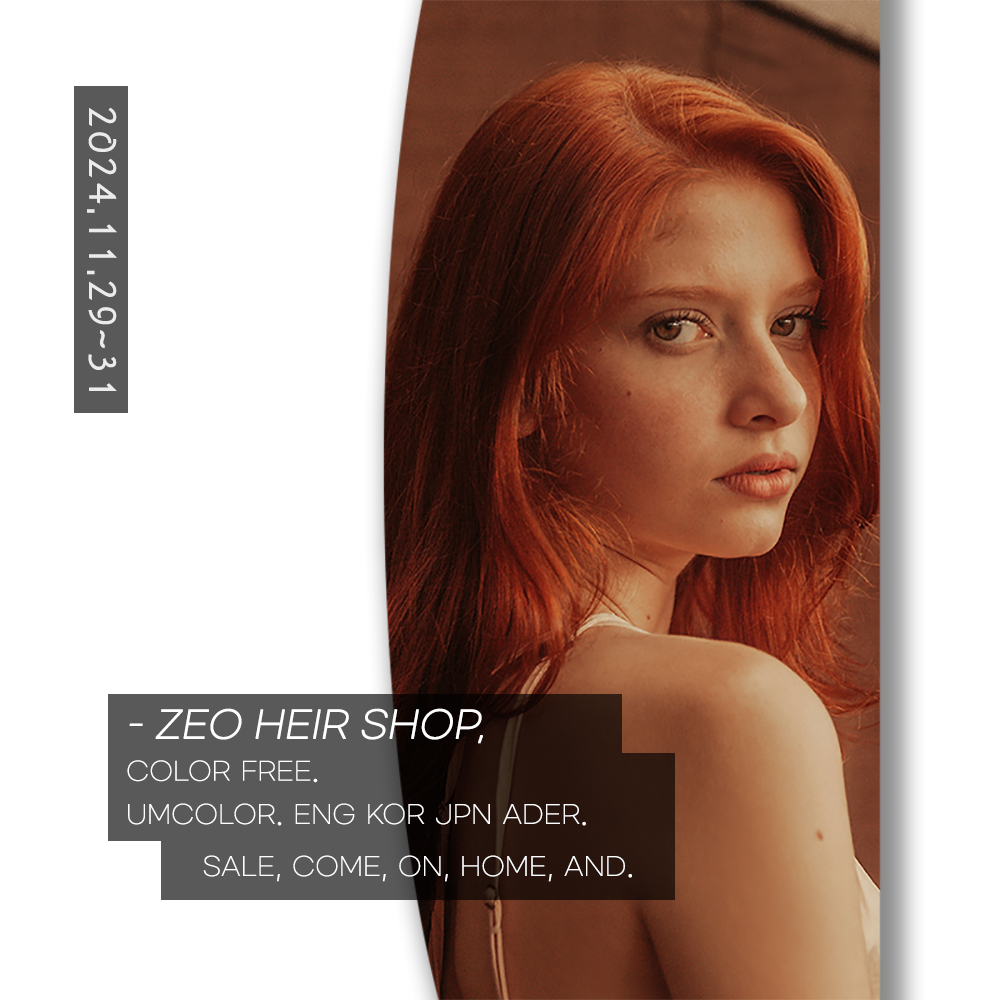 2024.11.29~31
- ZEO HEIR SHOP,
COLOR FREE.
UMCOLOR. ENG KOR JPN ADER.
SALE, COME, ON, HOME, AND.